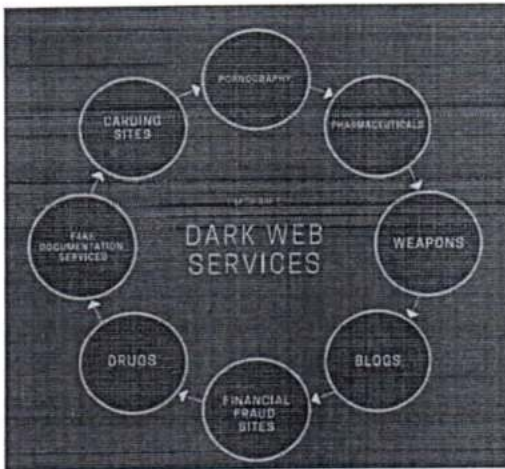 PORNOGRAPHY
PHARMACEUTICALS
WEAPONS
BLOGS
FINANCIAL
FRAUD
SITES
DRUGS
FAKE
DOCUMENTATION
SERVICES
CARDING
SITES
DARK WEB
SERVICES